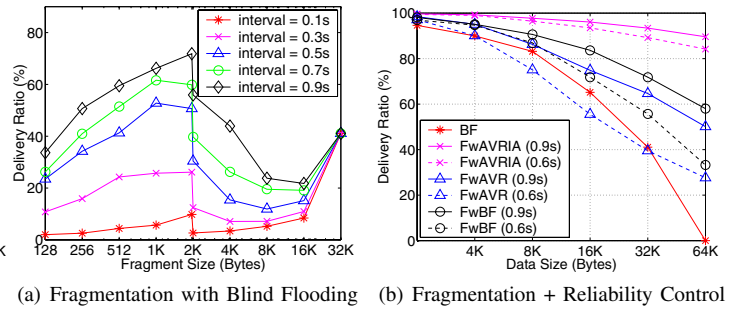 interval = 0.1s
interval = 0.3s
interval = 0.5s
interval = 0.7s
interval = 0.9s
80
60
40
20
0
Delivery Ratio (%)
K
128 256 512 1K 2K 4K 8K 16K 32K
Fragment Size (Bytes)
(a) Fragmentation with Blind Flooding
100
80
60
40
20
0
Delivery Ratio (%)
BF
FwAVRIA (0.9s)
FwAVRIA (0.6s)
FwAVR (0.9s)
FwAVR (0.6s)
FwBF (0.9s)
FwBF (0.6s)
4K 8K 16K 32K 64K
Data Size (Bytes)
(b) Fragmentation + Reliability Control